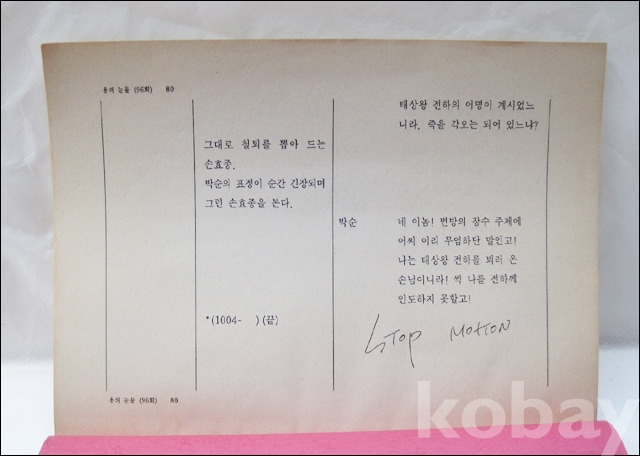 용의 눈물 (96회) 80
태상왕 전하의 어명이 계시었느
니라. 죽을 각오는 되어 있느냐?
그대로 철퇴를 뽑아 드는
손효종.
박순의 표정이 순간 긴장되며
그런 손효종을 본다.
박순 네 이놈! 변방의 장수 주제에
어찌 이리 무엄하단 말인고!
나는 태상왕 전하를 뫼러 온
손님이니라! 썩 나를 전하께
인도하지 못할고!
*(1004- )(끝)
STOP MOTION
용의 눈물 (96회) 80
kobay